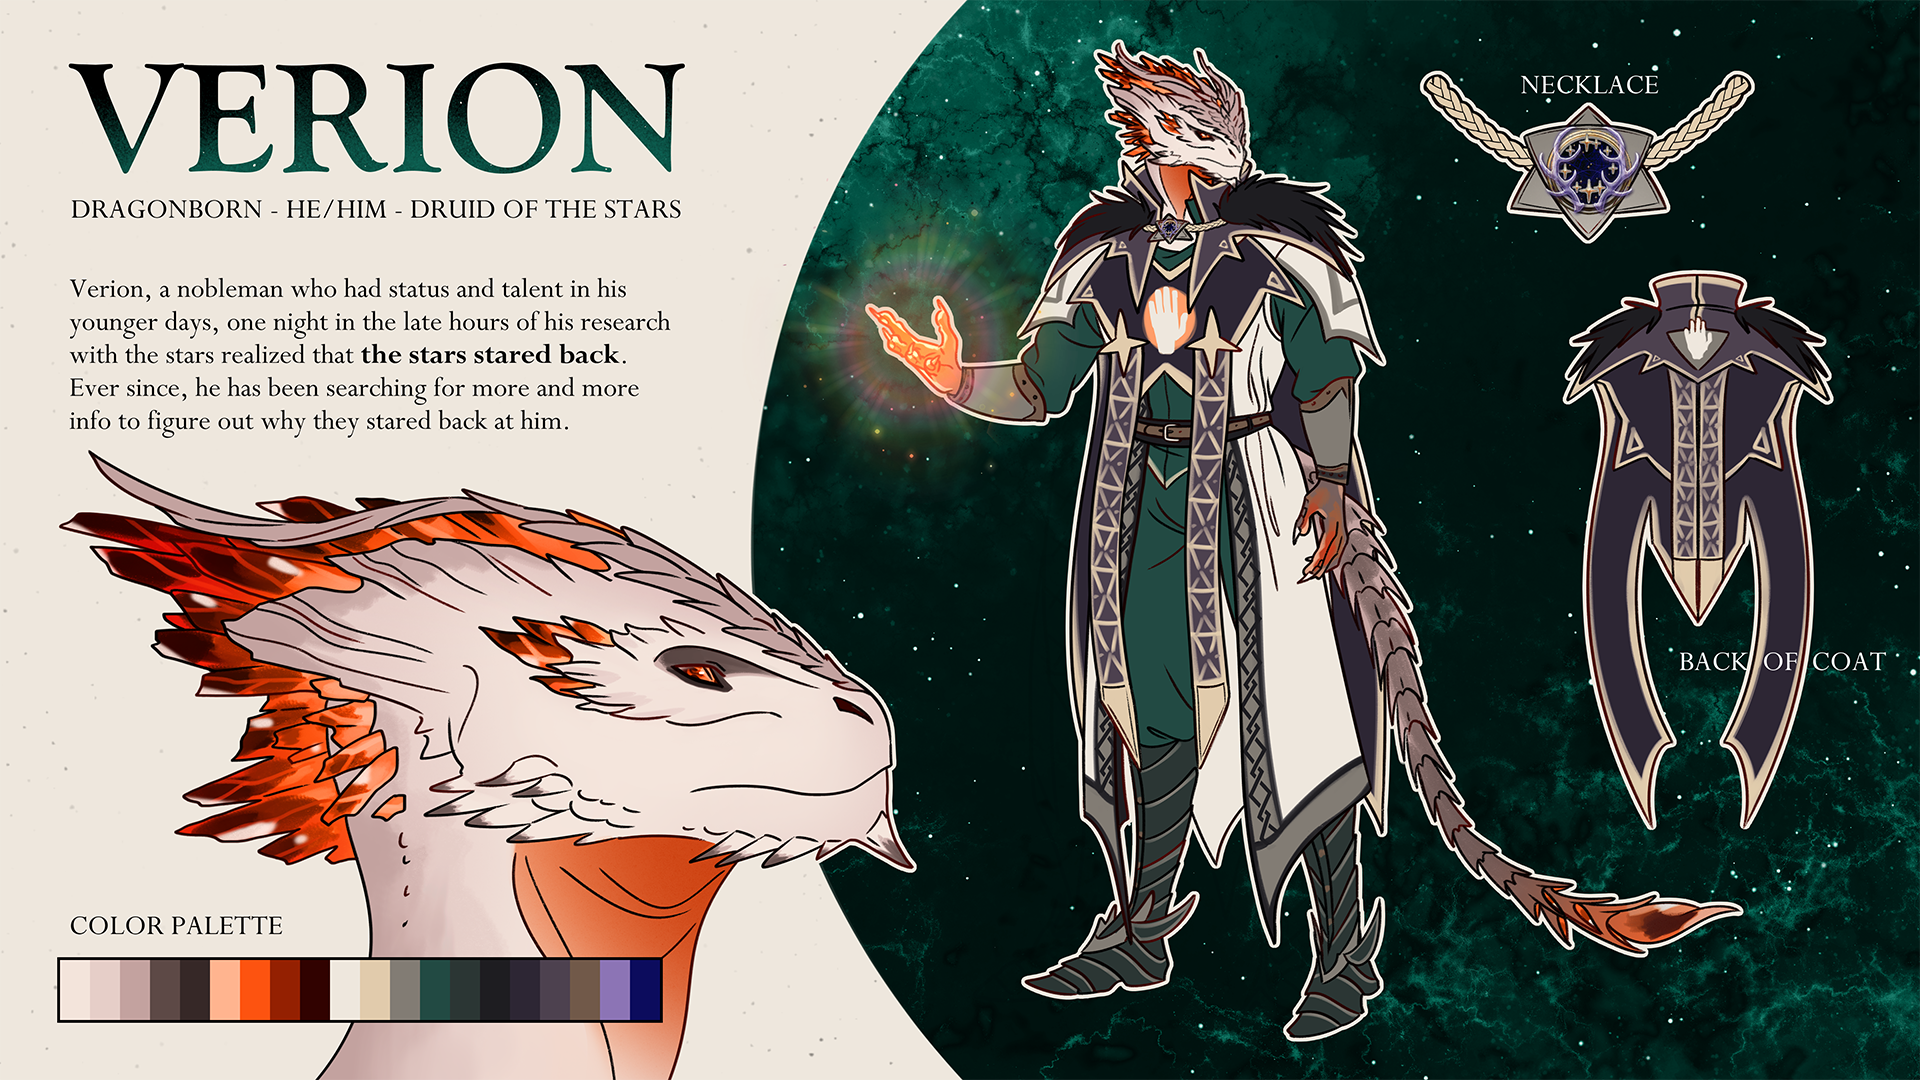 VERION
DRAGONBORN - HE/HIM - DRUID OF THE STARS
Verion, a nobleman who had status and talent in his
younger days, one night in the late hours of his research
with the stars realized that the stars stared back.
Ever since, he has been searching for more and more
info to figure out why they stared back at him.
COLOR PALETTE
NECKLACE
BACK OF COAT